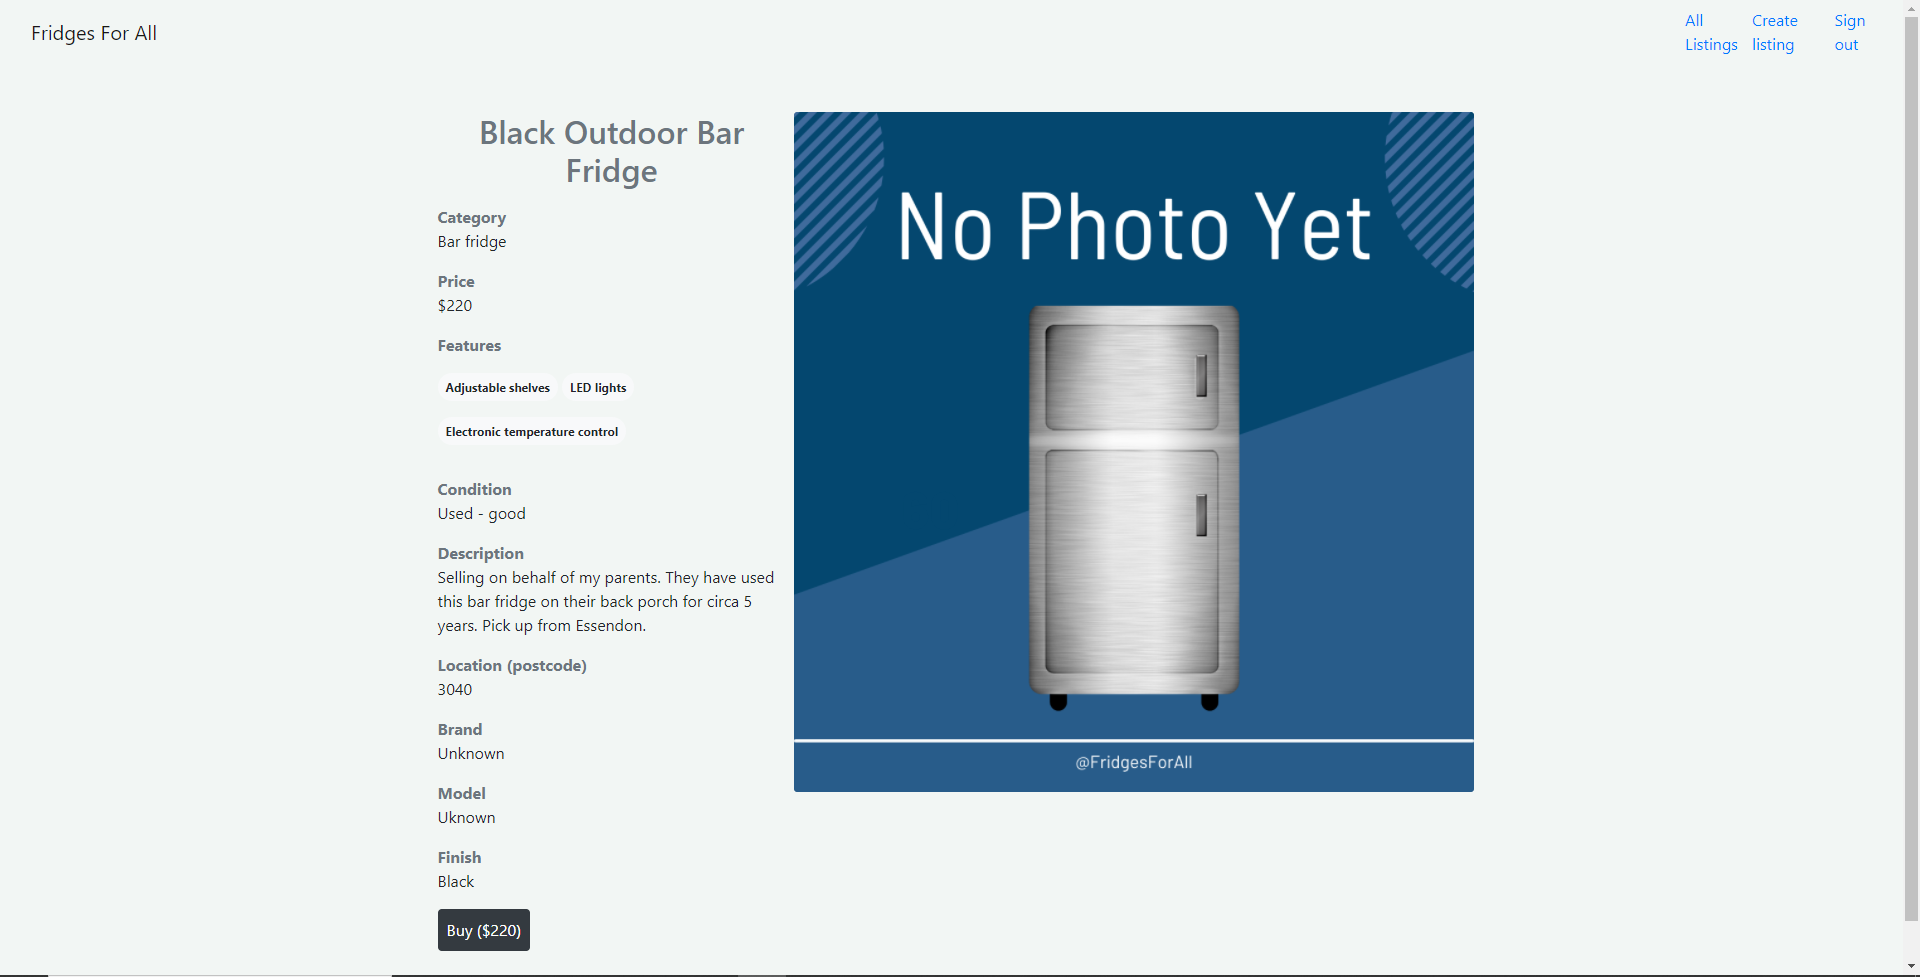 Fridges For All
All Listings
Create listing
Sign out
Black Outdoor Bar
Fridge
Category
Bar fridge
Price
$220
Features
Adjustable shelves LED lights
Electronic temperature control
Condition
Used - good
Description
Selling on behalf of my parents. They have used
this bar fridge on their back porch for circa 5
years. Pick up from Essendon.
Location (postcode)
3040
Brand
Unknown
Model
Uknown
Finish
Black
Buy ($220)
No Photo Yet
@FridgesForAll